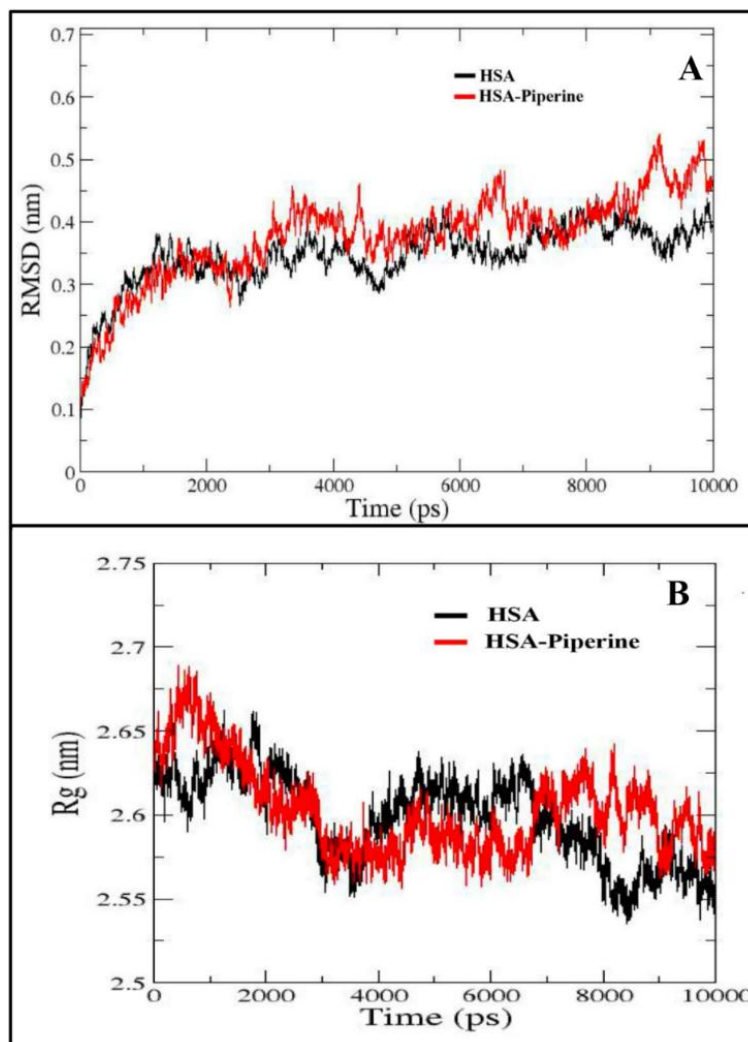 A
HSA
HSA-Piperine
RMSD (nm)
0.7
0.6
0.5
0.4
0.3
0.2
0.1
0
0 2000 4000 6000 8000 10000
Time (ps)
B
HSA
HSA-Piperine
Rg (nm)
2.75
2.7
2.65
2.6
2.55
2.5
0 2000 4000 6000 8000 10000
Time (ps)